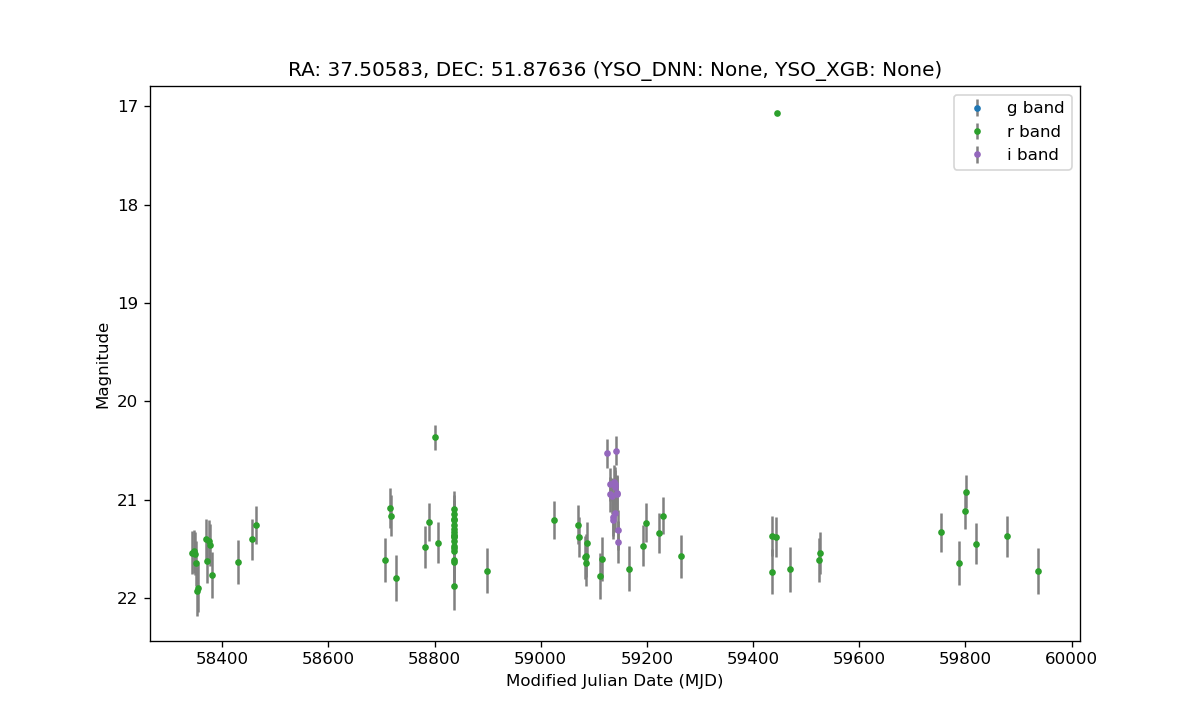 RA: 37.50583, DEC: 51.87636 (YSO_DNN: None, YSO_XGB: None)
g band
r band
i band
17
18
19
20
21
22
Magnitude
58400 58600 58800 59000 59200 59400 59600 59800 60000
Modified Julian Date (MJD)